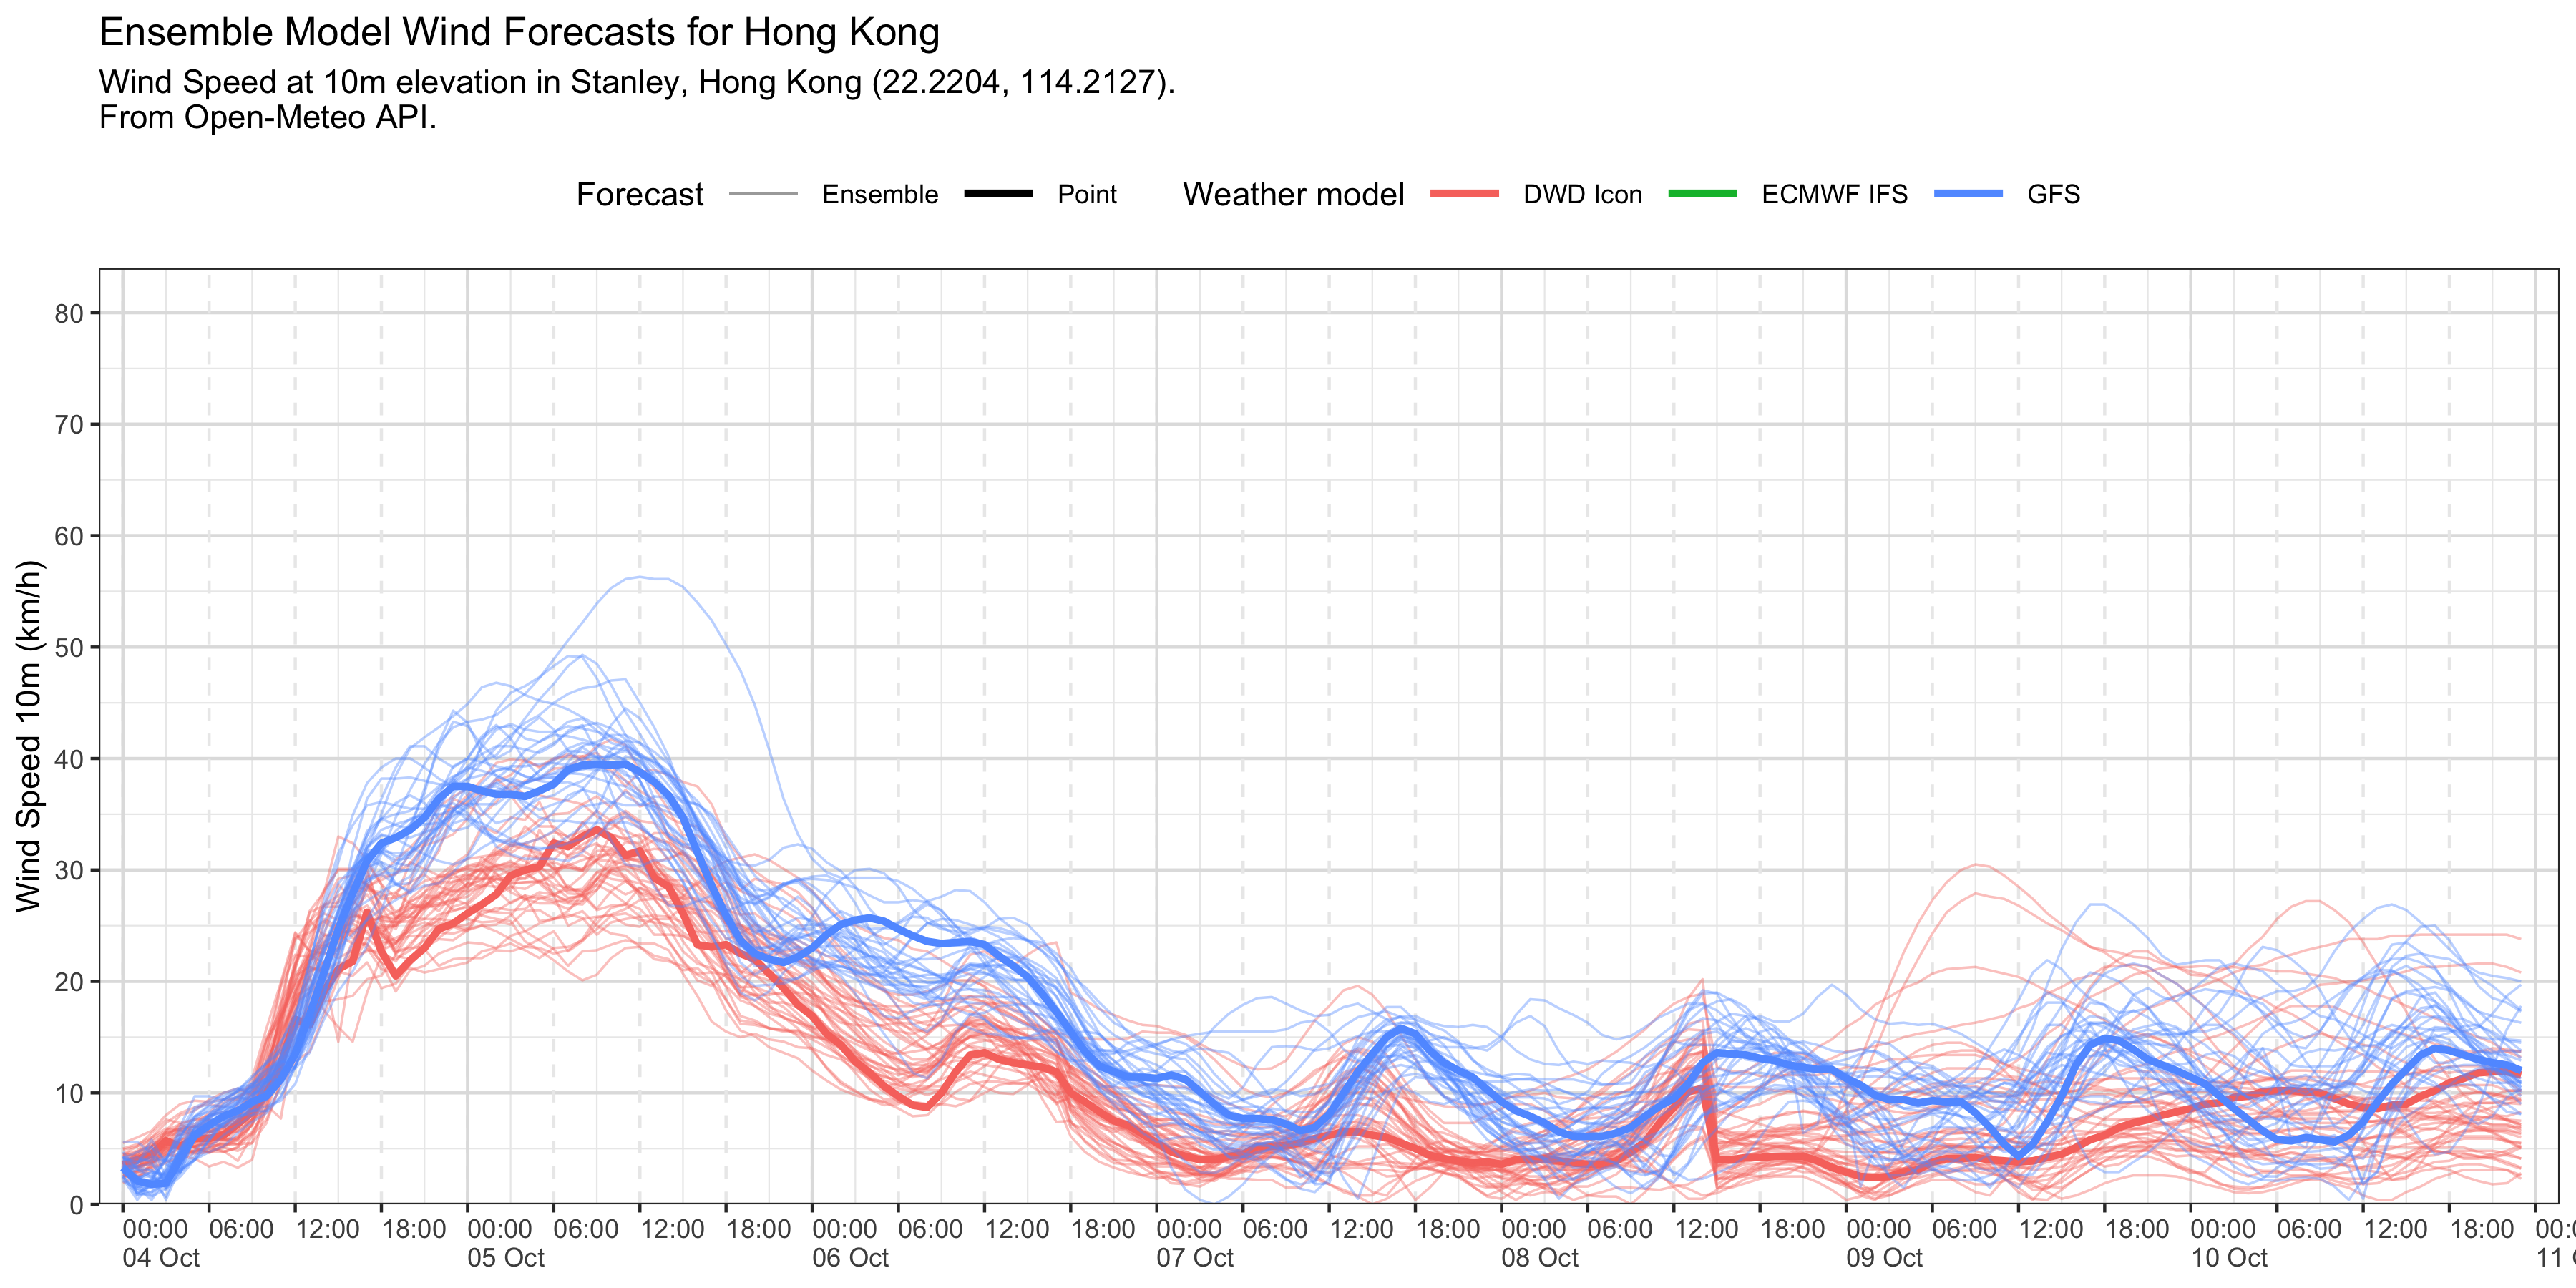 Ensemble Model Wind Forecasts for Hong Kong
Wind Speed at 10m elevation in Stanley, Hong Kong (22.2204, 114.2127).
From Open-Meteo API.
Forecast Ensemble Point Weather model DWD Icon ECMWF IFS GFS
Wind Speed 10m (km/h)
80
70
60
50
40
30
20
10
0
00:00 06:00 12:00 18:00 00:00 06:00 12:00 18:00 00:00 06:00 12:00 18:00 00:00 06:00 12:00 18:00 00:00 06:00 12:00 18:00 00:00 06:00 12:00 18:00 00:00 06:00 12:00 18:00
04 Oct 05 Oct 06 Oct 07 Oct 08 Oct 09 Oct 10 Oct 11